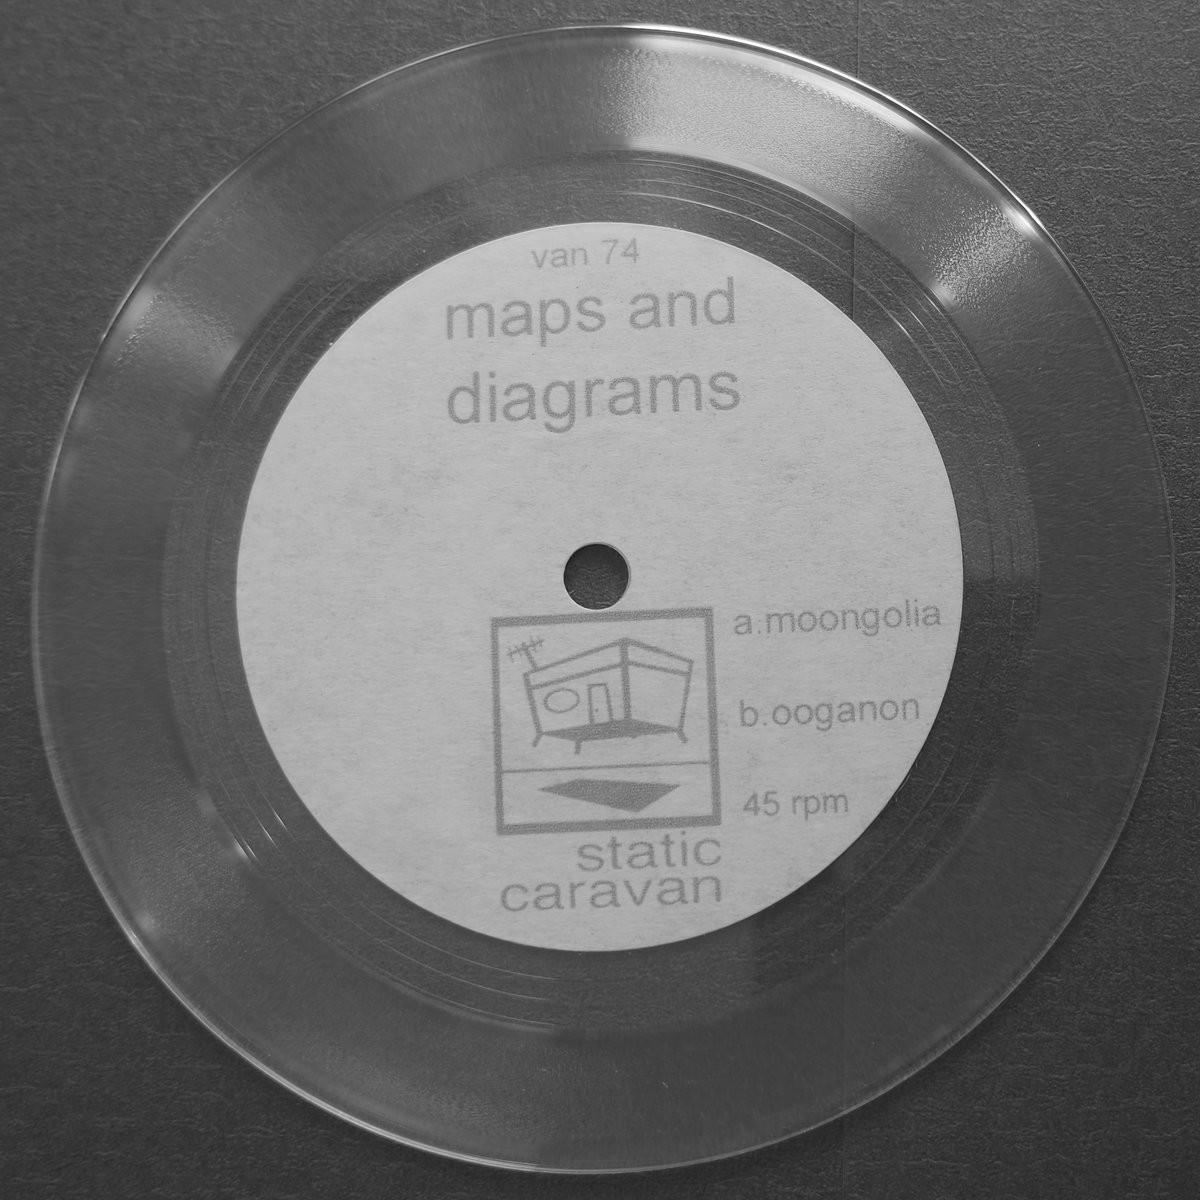 van 74
maps and
diagrams
a.moongolia
b.ooganon
45 rpm
static
caravan